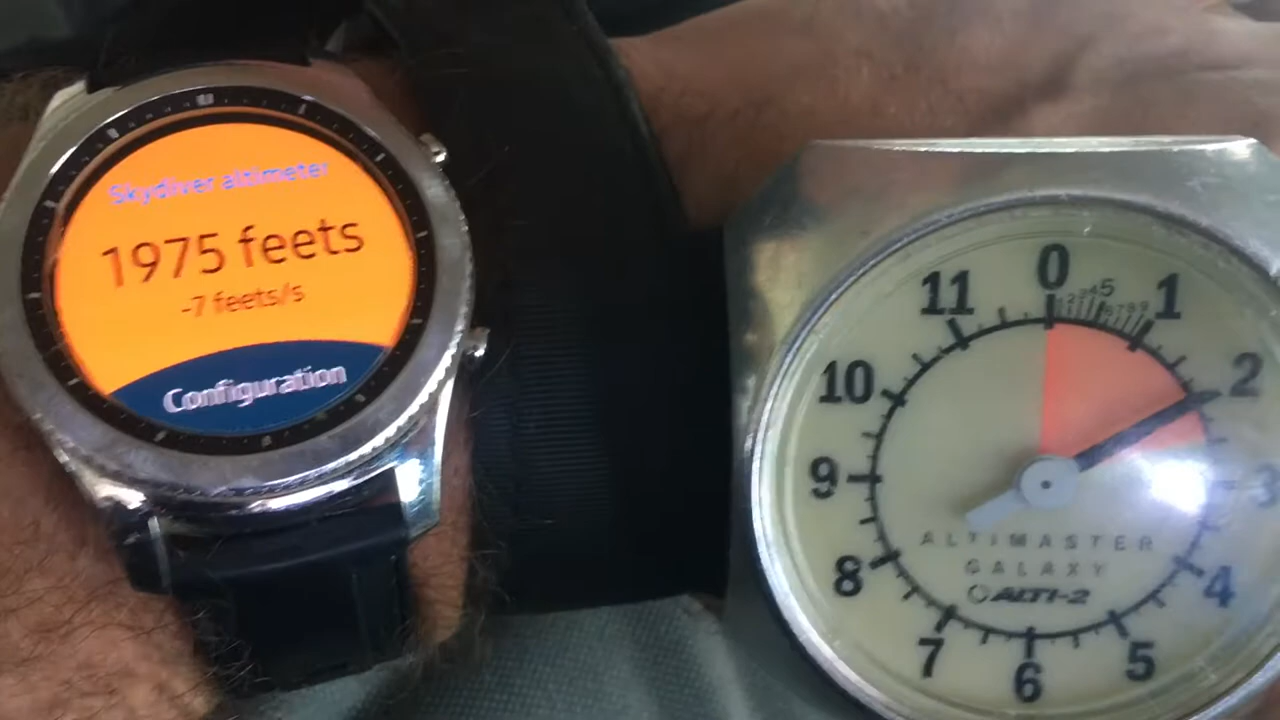 Skydiver altimeter
1975 feets
-7 feets/s
Configuration
0
1
2
3
4
5
6
7
8
9
10
11
5
ALTIMASTER
GALAXY
ALTI-2